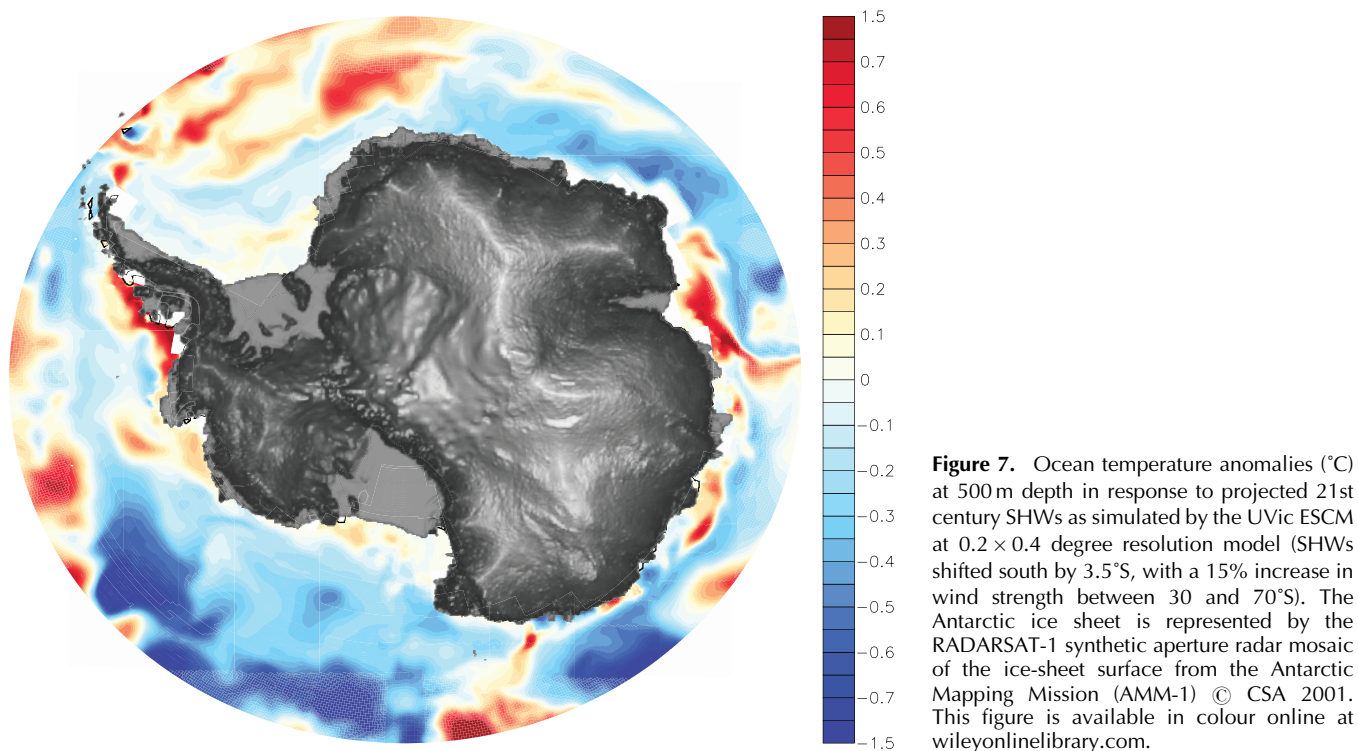 1.5
0.7
0.6
0.5
0.4
0.3
0.2
0.1
0
−0.1
−0.2
−0.3
−0.4
−0.5
−0.6
−0.7
−1.5
Figure 7. Ocean temperature anomalies (˚C)
at 500 m depth in response to projected 21st
century SHWs as simulated by the UVic ESCM
at 0.2 × 0.4 degree resolution model (SHWs
shifted south by 3.5˚S, with a 15% increase in
wind strength between 30 and 70˚S). The
Antarctic ice sheet is represented by the
RADARSAT-1 synthetic aperture radar mosaic
of the ice-sheet surface from the Antarctic
Mapping Mission (AMM-1) © CSA 2001.
This figure is available in colour online at
wileyonlinelibrary.com.